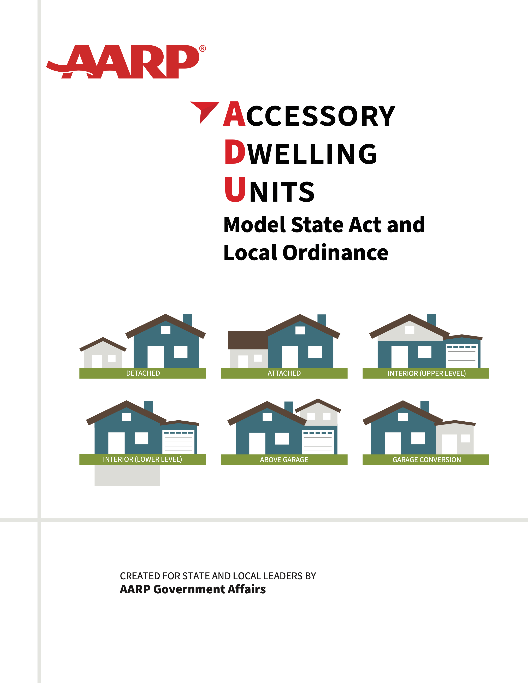 AARP®
ACCESSORY
DWELLING
UNITS
Model State Act and
Local Ordinance
DETACHED
ATTACHED
INTERIOR (UPPER LEVEL)
INTERIOR (LOWER LEVEL)
ABOVE GARAGE
GARAGE CONVERSION
CREATED FOR STATE AND LOCAL LEADERS BY
AARP Government Affairs